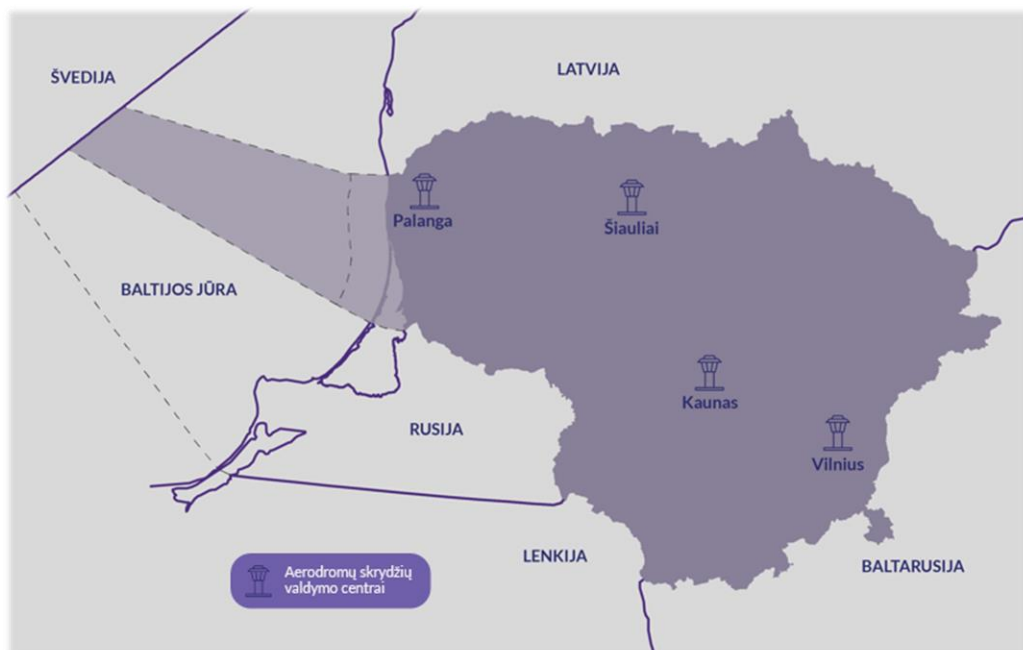 ŠVEDIJA
LATVIJA
Palanga
Šiauliai
BALTIJOS JŪRA
Kaunas
RUSIJA
Vilnius
LENKIJA
BALTARUSIJA
Aerodromų skrydžių
valdymo centrai